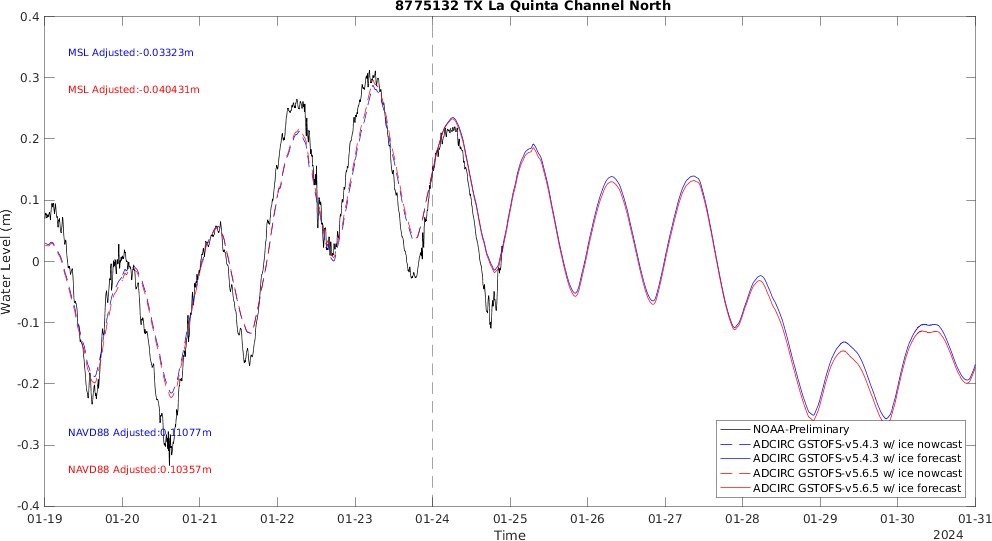 8775132 TX La Quinta Channel North
0.4
0.3
0.2
0.1
0
-0.1
-0.2
-0.3
-0.4
Water Level (m)
MSL Adjusted:-0.03323m
MSL Adjusted:-0.040431m
NAVD88 Adjusted:0.11077m
NAVD88 Adjusted:0.10357m
NOAA-Preliminary
ADCIRC GSTOFS-v5.4.3 w/ ice nowcast
ADCIRC GSTOFS-v5.4.3 w/ ice forecast
ADCIRC GSTOFS-v5.6.5 w/ ice nowcast
ADCIRC GSTOFS-v5.6.5 w/ ice forecast
01-19 01-20 01-21 01-22 01-23 01-24 01-25 01-26 01-27 01-28 01-29 01-30 01-31
Time
2024